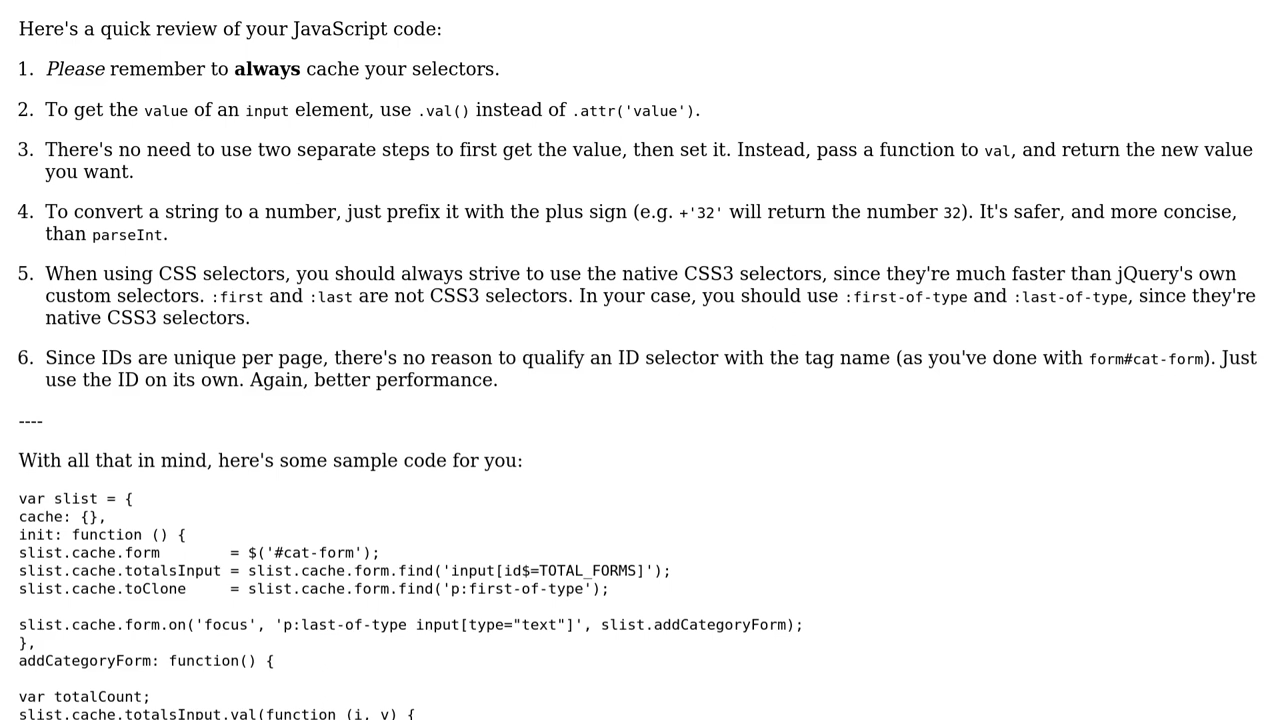 Here's a quick review of your JavaScript code:
1. Please remember to always cache your selectors.
2. To get the value of an input element, use .val() instead of .attr('value').
3. There's no need to use two separate steps to first get the value, then set it. Instead, pass a function to val, and return the new value
you want.
4. To convert a string to a number, just prefix it with the plus sign (e.g. +'32' will return the number 32). It's safer, and more concise,
than parseInt.
5. When using CSS selectors, you should always strive to use the native CSS3 selectors, since they're much faster than jQuery's own
custom selectors. :first and :last are not CSS3 selectors. In your case, you should use :first-of-type and :last-of-type, since they're
native CSS3 selectors.
6. Since IDs are unique per page, there's no reason to qualify an ID selector with the tag name (as you've done with form#cat-form). Just
use the ID on its own. Again, better performance.
----
With all that in mind, here's some sample code for you:
var slist = {
cache: {},
init: function () {
slist.cache.form        = $('#cat-form');
slist.cache.totalsInput = slist.cache.form.find('input[id$=TOTAL_FORMS]');
slist.cache.toClone     = slist.cache.form.find('p:first-of-type');
slist.cache.form.on('focus', 'p:last-of-type input[type="text"]', slist.addCategoryForm);
},
addCategoryForm: function() {
var totalCount;
slist.cache.totalsInput.val(function (i, v) {